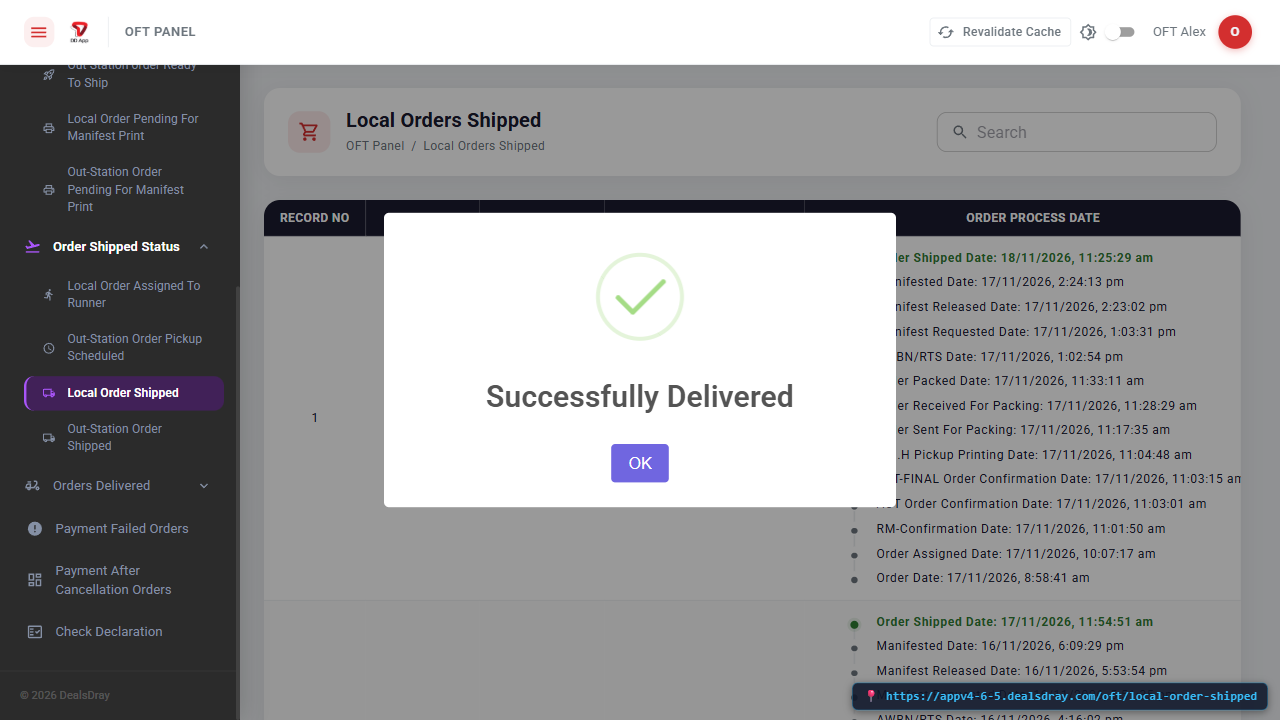 DD App
OFT PANEL
Revalidate Cache
OFT Alex
O
Out Station Order Ready
To Ship
Local Order Pending For
Manifest Print
Out-Station Order
Pending For Manifest
Print
Order Shipped Status
Local Order Assigned To
Runner
Out-Station Order Pickup
Scheduled
Local Order Shipped
Out-Station Order
Shipped
Orders Delivered
Payment Failed Orders
Payment After
Cancellation Orders
Check Declaration
© 2026 DealsDray
Local Orders Shipped
OFT Panel / Local Orders Shipped
Search
RECORD NO
ORDER PROCESS DATE
1
Shipped Date: 18/11/2026, 11:25:29 am
Date: 17/11/2026, 2:24:13 pm
Released Date: 17/11/2026, 2:23:02 pm
Requested Date: 17/11/2026, 1:03:31 pm
Date: 17/11/2026, 1:02:54 pm
Packed Date: 17/11/2026, 11:33:11 am
Received For Packing: 17/11/2026, 11:28:29 am
Sent For Packing: 17/11/2026, 11:17:35 am
Pickup Printing Date: 17/11/2026, 11:04:48 am
Order Confirmation Date: 17/11/2026, 11:03:15 am
Order Confirmation Date: 17/11/2026, 11:03:01 am
RM-Confirmation Date: 17/11/2026, 11:01:50 am
Order Assigned Date: 17/11/2026, 10:07:17 am
Order Date: 17/11/2026, 8:58:41 am
Order Shipped Date: 17/11/2026, 11:54:51 am
Manifested Date: 16/11/2026, 6:09:29 pm
Manifest Released Date: 16/11/2026, 5:53:54 pm
AWBN/RTS Date: 16/11/2026, 4:16:02 pm
Successfully Delivered
OK
https://appv4-6-5.dealsdray.com/oft/local-order-shipped